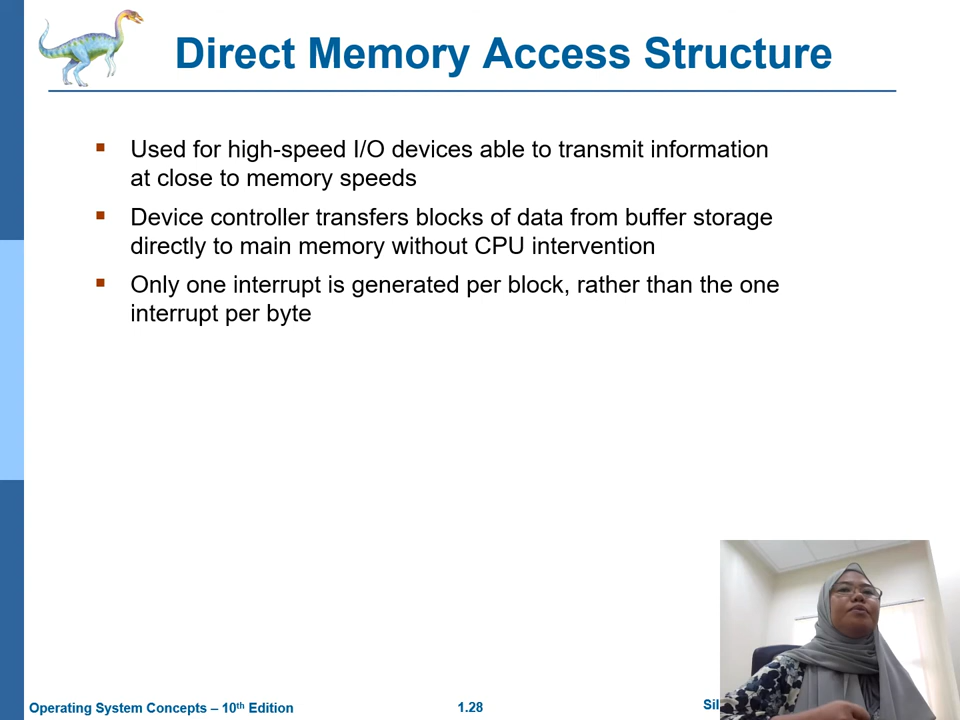 Direct Memory Access Structure
Used for high-speed I/O devices able to transmit information
at close to memory speeds
Device controller transfers blocks of data from buffer storage
directly to main memory without CPU intervention
Only one interrupt is generated per block, rather than the one
interrupt per byte
Operating System Concepts – 10th Edition
1.28